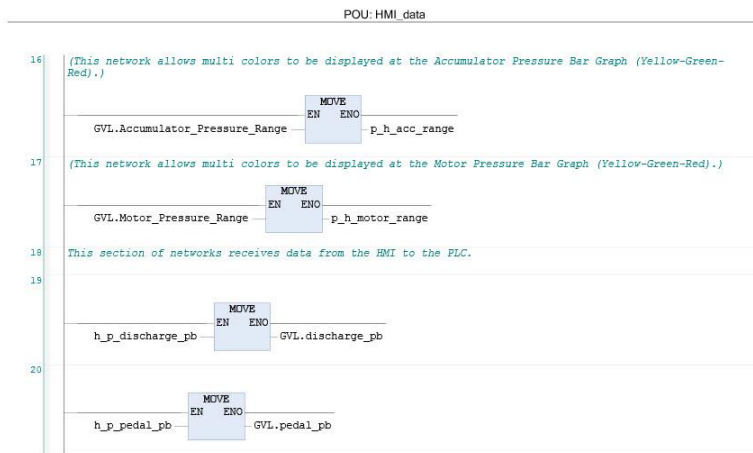 POU: HMI_data
16
(This network allows multi colors to be displayed at the Accumulator Pressure Bar Graph (Yellow-Green-
Red).)
MOVE
EN ENO
GVL.Accumulator_Pressure_Range p_h_acc_range
17
(This network allows multi colors to be displayed at the Motor Pressure Bar Graph (Yellow-Green-Red).)
MOVE
EN ENO
GVL.Motor_Pressure_Range p_h_motor_range
18
This section of networks receives data from the HMI to the PLC.
19
MOVE
EN ENO
h_p_discharge_pb GVL.discharge_pb
20
MOVE
EN ENO
h_p_pedal_pb GVL.pedal_pb